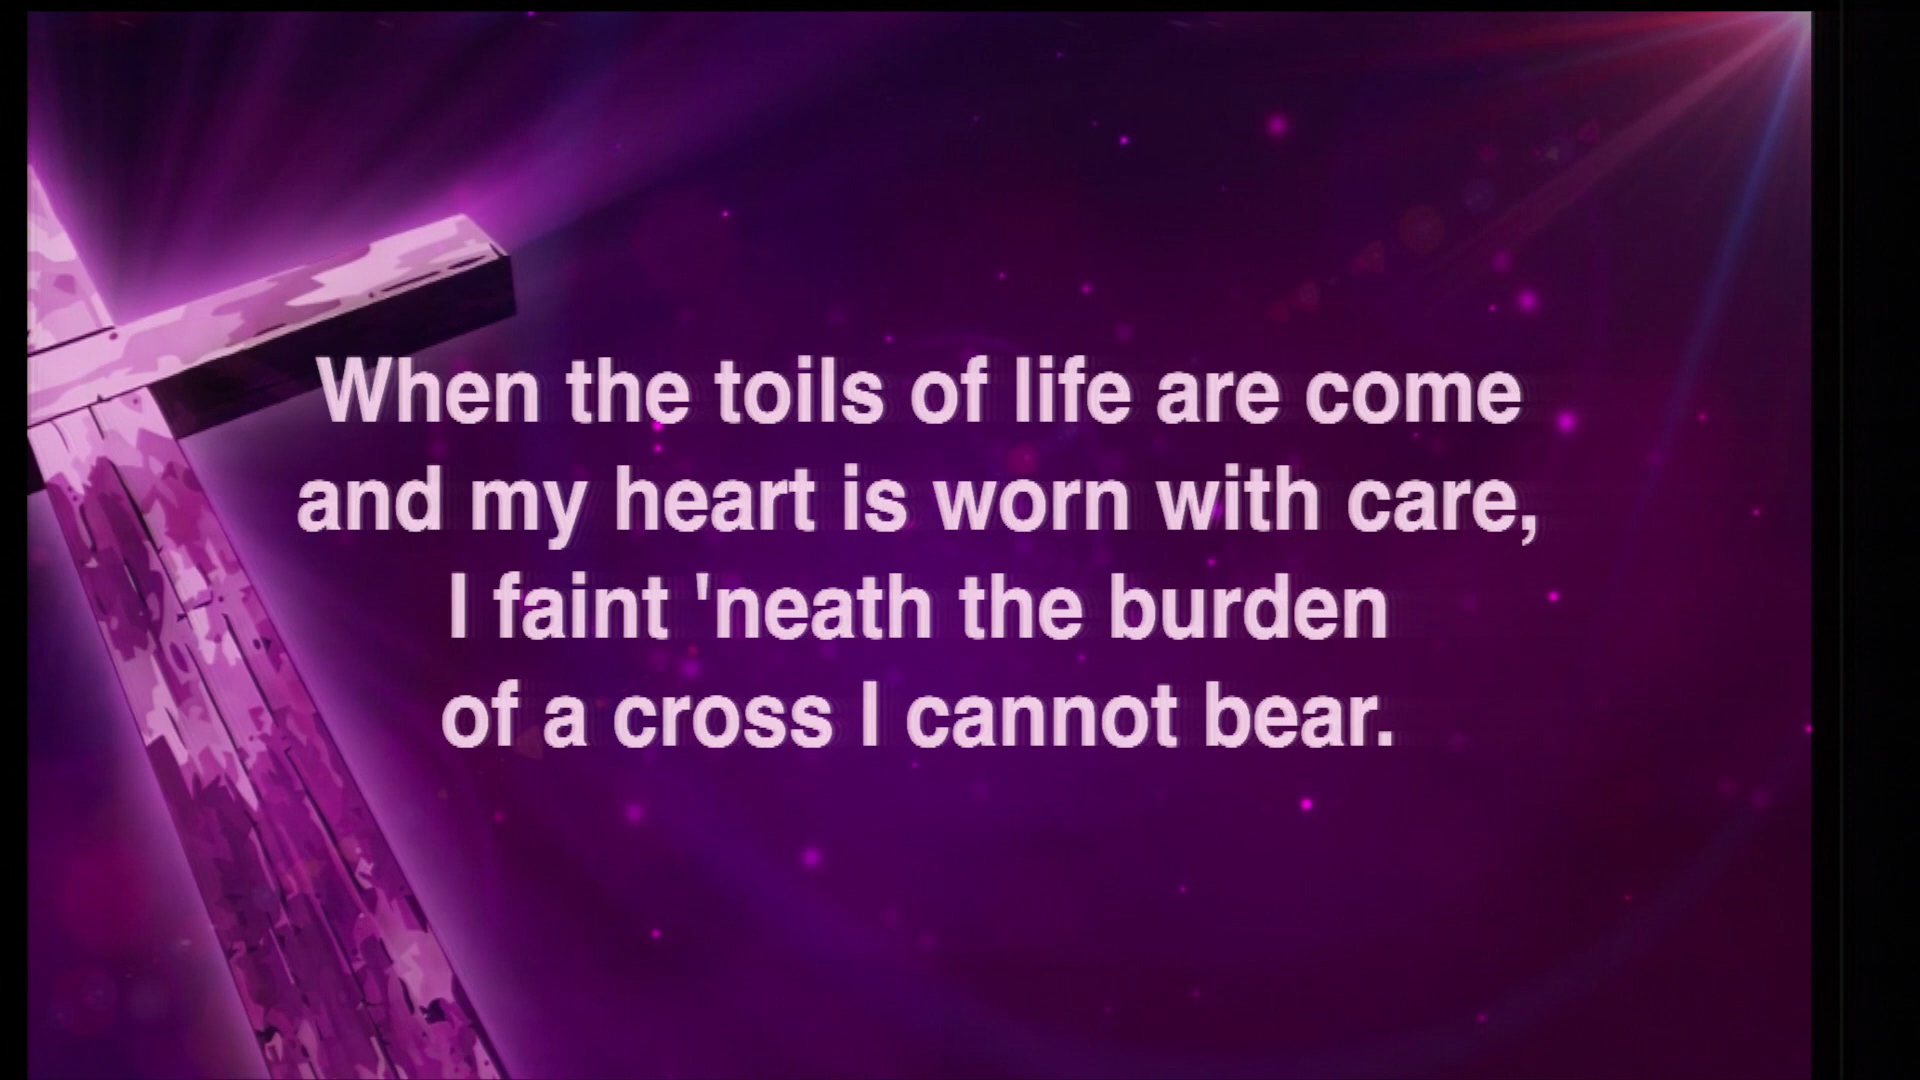 When the toils of life are come
and my heart is worn with care,
I faint 'neath the burden
of a cross I cannot bear.